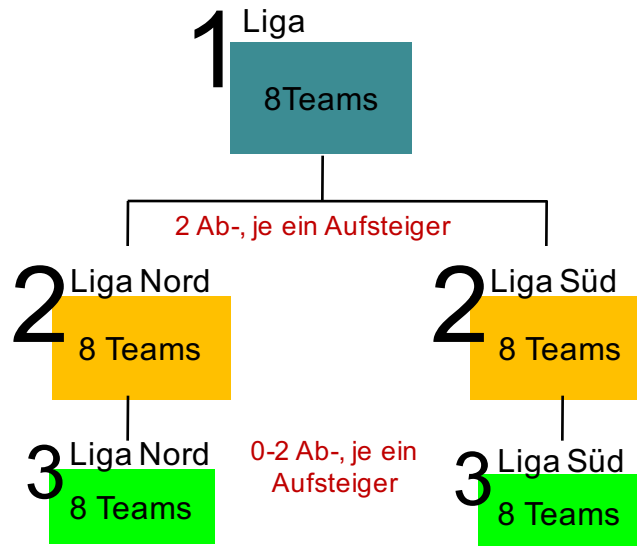 1 Liga
8Teams
2 Ab-, je ein Aufsteiger
2 Liga Nord
8 Teams
2 Liga Süd
8 Teams
3 Liga Nord
8 Teams
0-2 Ab-, je ein
Aufsteiger
3 Liga Süd
8 Teams